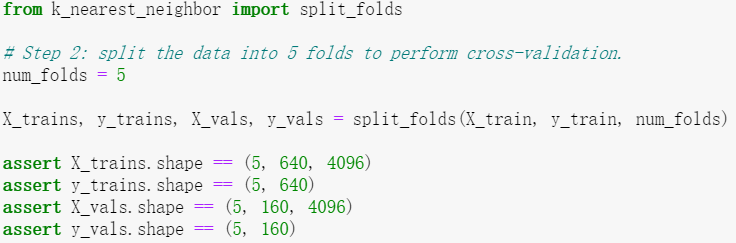 from k_nearest_neighbor import split_folds
# Step 2: split the data into 5 folds to perform cross-validation.
num_folds = 5
X_trains, y_trains, X_vals, y_vals = split_folds(X_train, y_train, num_folds)
assert X_trains.shape == (5, 640, 4096)
assert y_trains.shape == (5, 640)
assert X_vals.shape == (5, 160, 4096)
assert y_vals.shape == (5, 160)